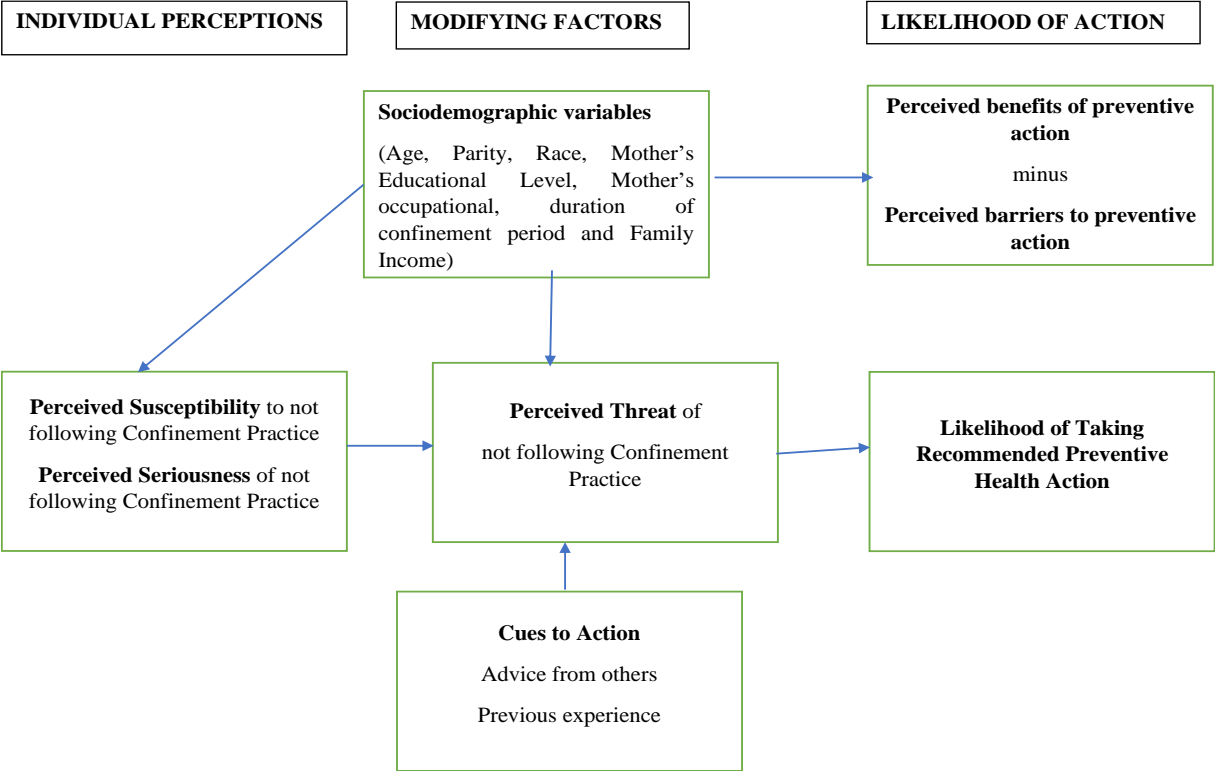 INDIVIDUAL PERCEPTIONS
MODIFYING FACTORS
LIKELIHOOD OF ACTION
Sociodemographic variables
(Age, Parity, Race, Mother’s
Educational Level, Mother’s
occupational, duration of
confinement period and Family
Income)
Perceived benefits of preventive
action
minus
Perceived barriers to preventive
action
Perceived Susceptibility to not
following Confinement Practice
Perceived Seriousness of not
following Confinement Practice
Perceived Threat of
not following Confinement
Practice
Likelihood of Taking
Recommended Preventive
Health Action
Cues to Action
Advice from others
Previous experience